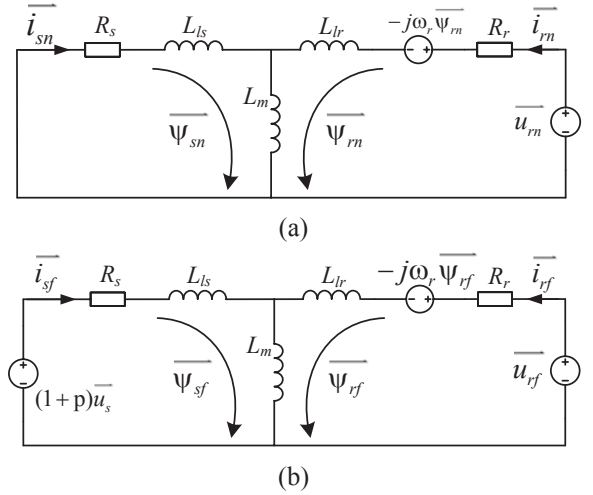 i_sn R_s L_ls L_lr -jω_r ψ_rn R_r i_rn
L_m ψ_sn ψ_rn u_rn
(a)
i_sf R_s L_ls L_lr -jω_r ψ_rf R_r i_rf
L_m
(1+p)u_s ψ_sf ψ_rf u_rf
(b)